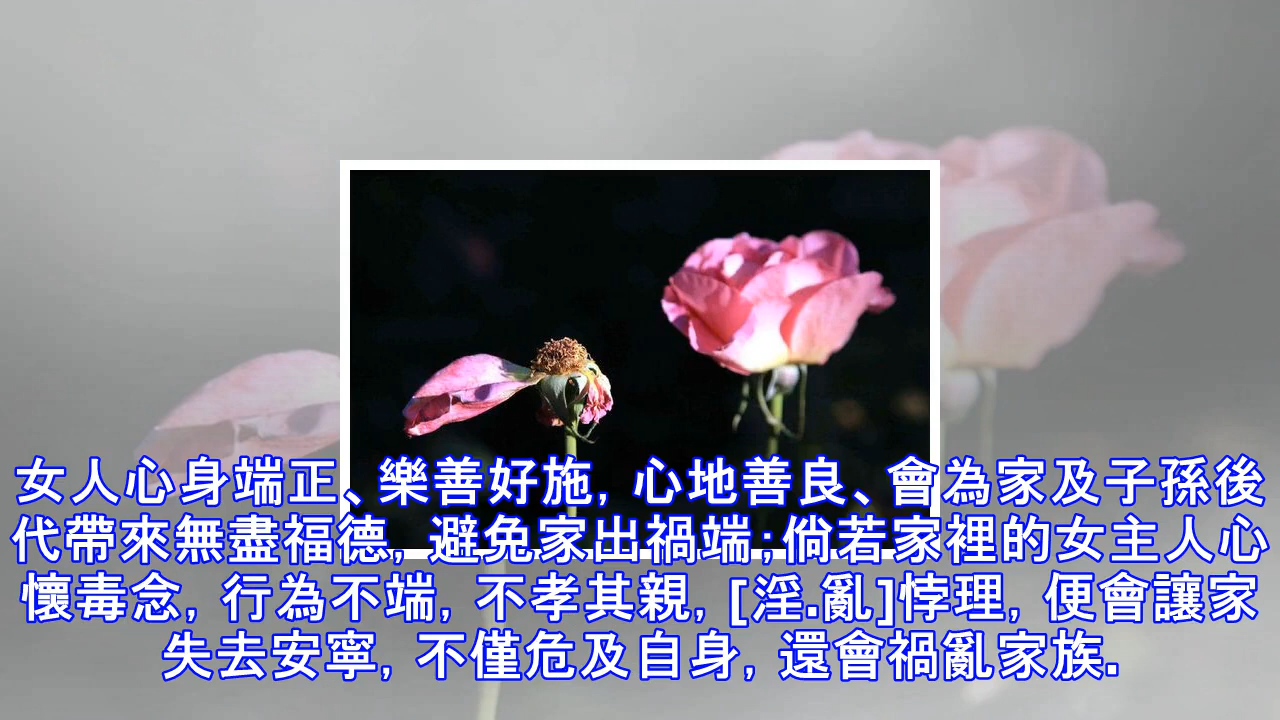 女人心身端正、樂善好施, 心地善良、會為家及子孫後
代帶來無盡福德, 避免家出禍端;倘若家裡的女主人心
懷毒念, 行為不端, 不孝其親, [淫.亂]悖理, 便會讓家
失去安寧, 不僅危及自身, 還會禍亂家族.